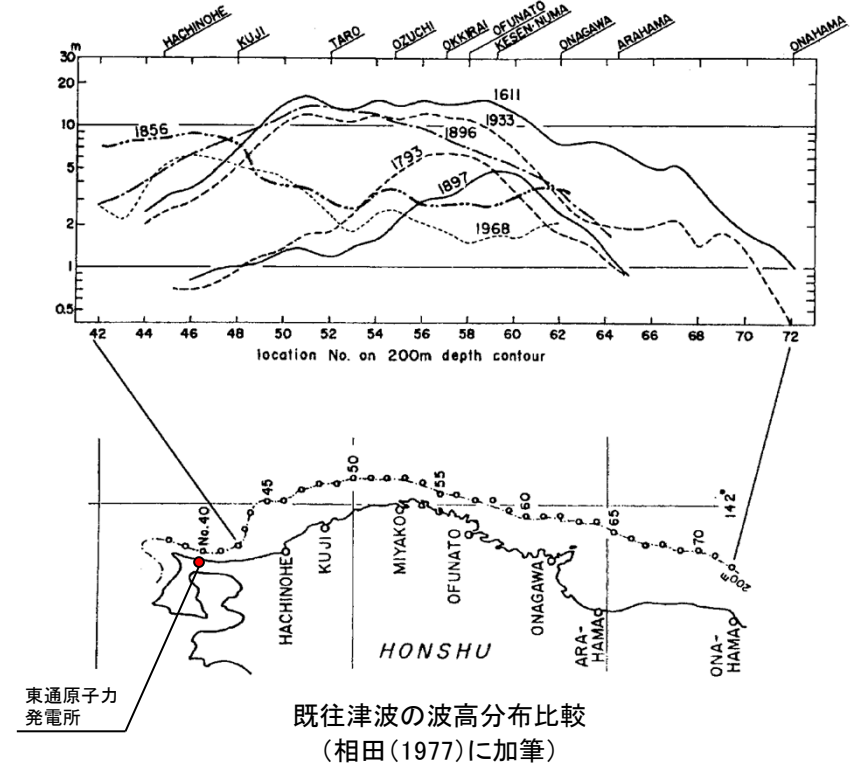 HACHINOHE
KUJI
TARO
OZUCHI
OKKIRAI
OFUNATO
KESEN-NUMA
ONAGAWA
ARAHAMA
ONAHAMA
m
30
20
10
5
2
1
0.5
1611
1856
1933
1896
1793
1897
1968
42 44 46 48 50 52 54 56 58 60 62 64 66 68 70 72
location No. on 200m depth contour
No.40
45
50
55
60
65
70
142°
200m
HACHINOHE
KUJI
MIYAKO
OFUNATO
ONAGAWA
ARA-
HAMA
ONA-
HAMA
HONSHU
東通原子力
発電所
既往津波の波高分布比較
(相田(1977)に加筆)